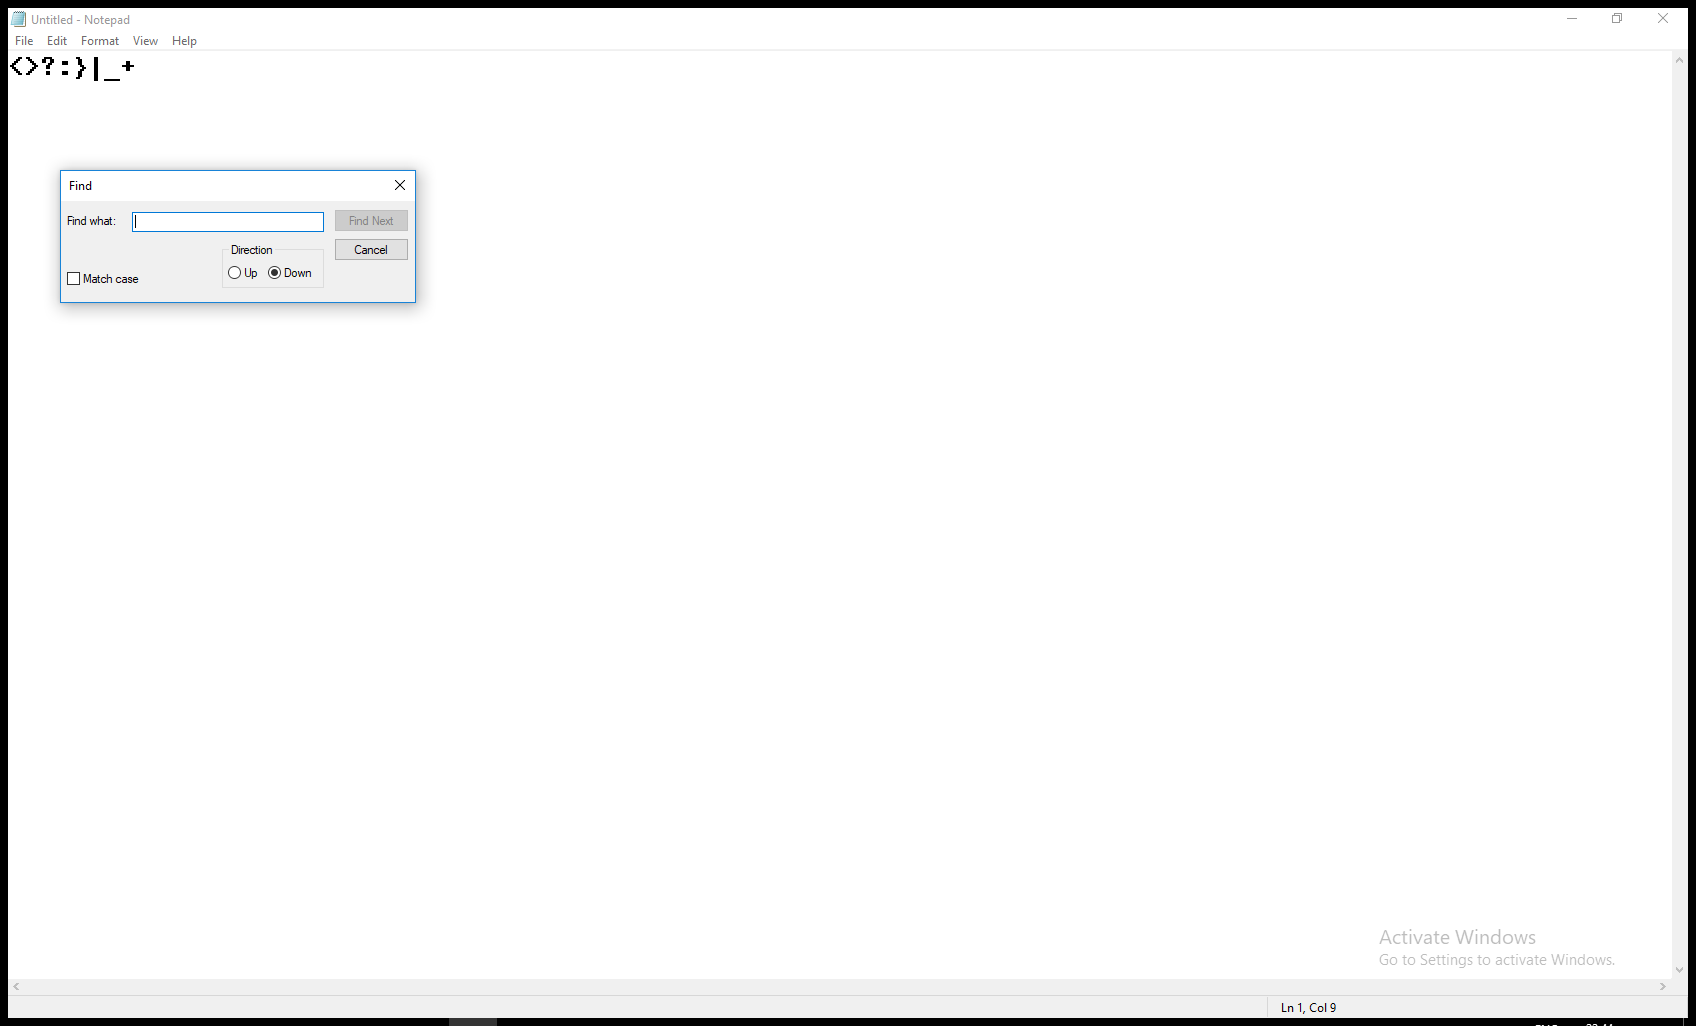 Untitled - Notepad
File Edit Format View Help
<>?:}|_+
Find
Find what:
Find Next
Direction
Cancel
Up Down
Match case
Activate Windows
Go to Settings to activate Windows.
Ln 1, Col 9